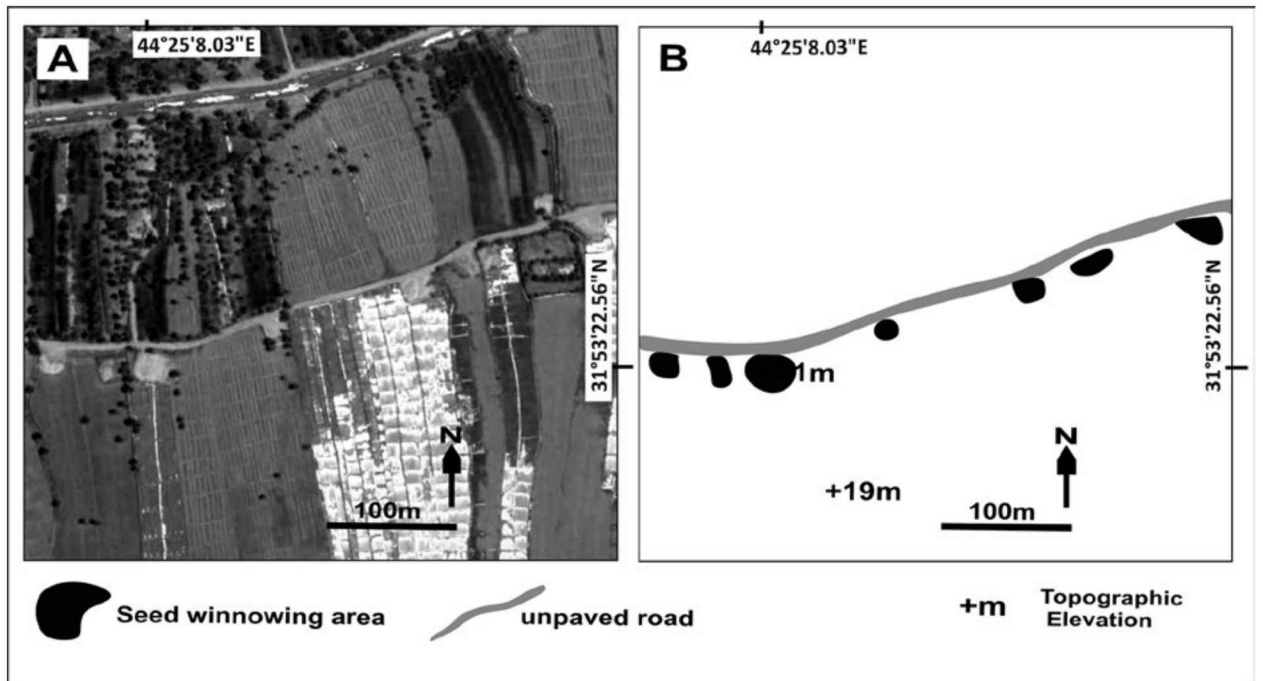 A
44°25'8.03"E
31°53'22.56"N
N
100m
B
44°25'8.03"E
31°53'22.56"N
1m
+19m
N
100m
Seed winnowing area
unpaved road
+m
Topographic
Elevation